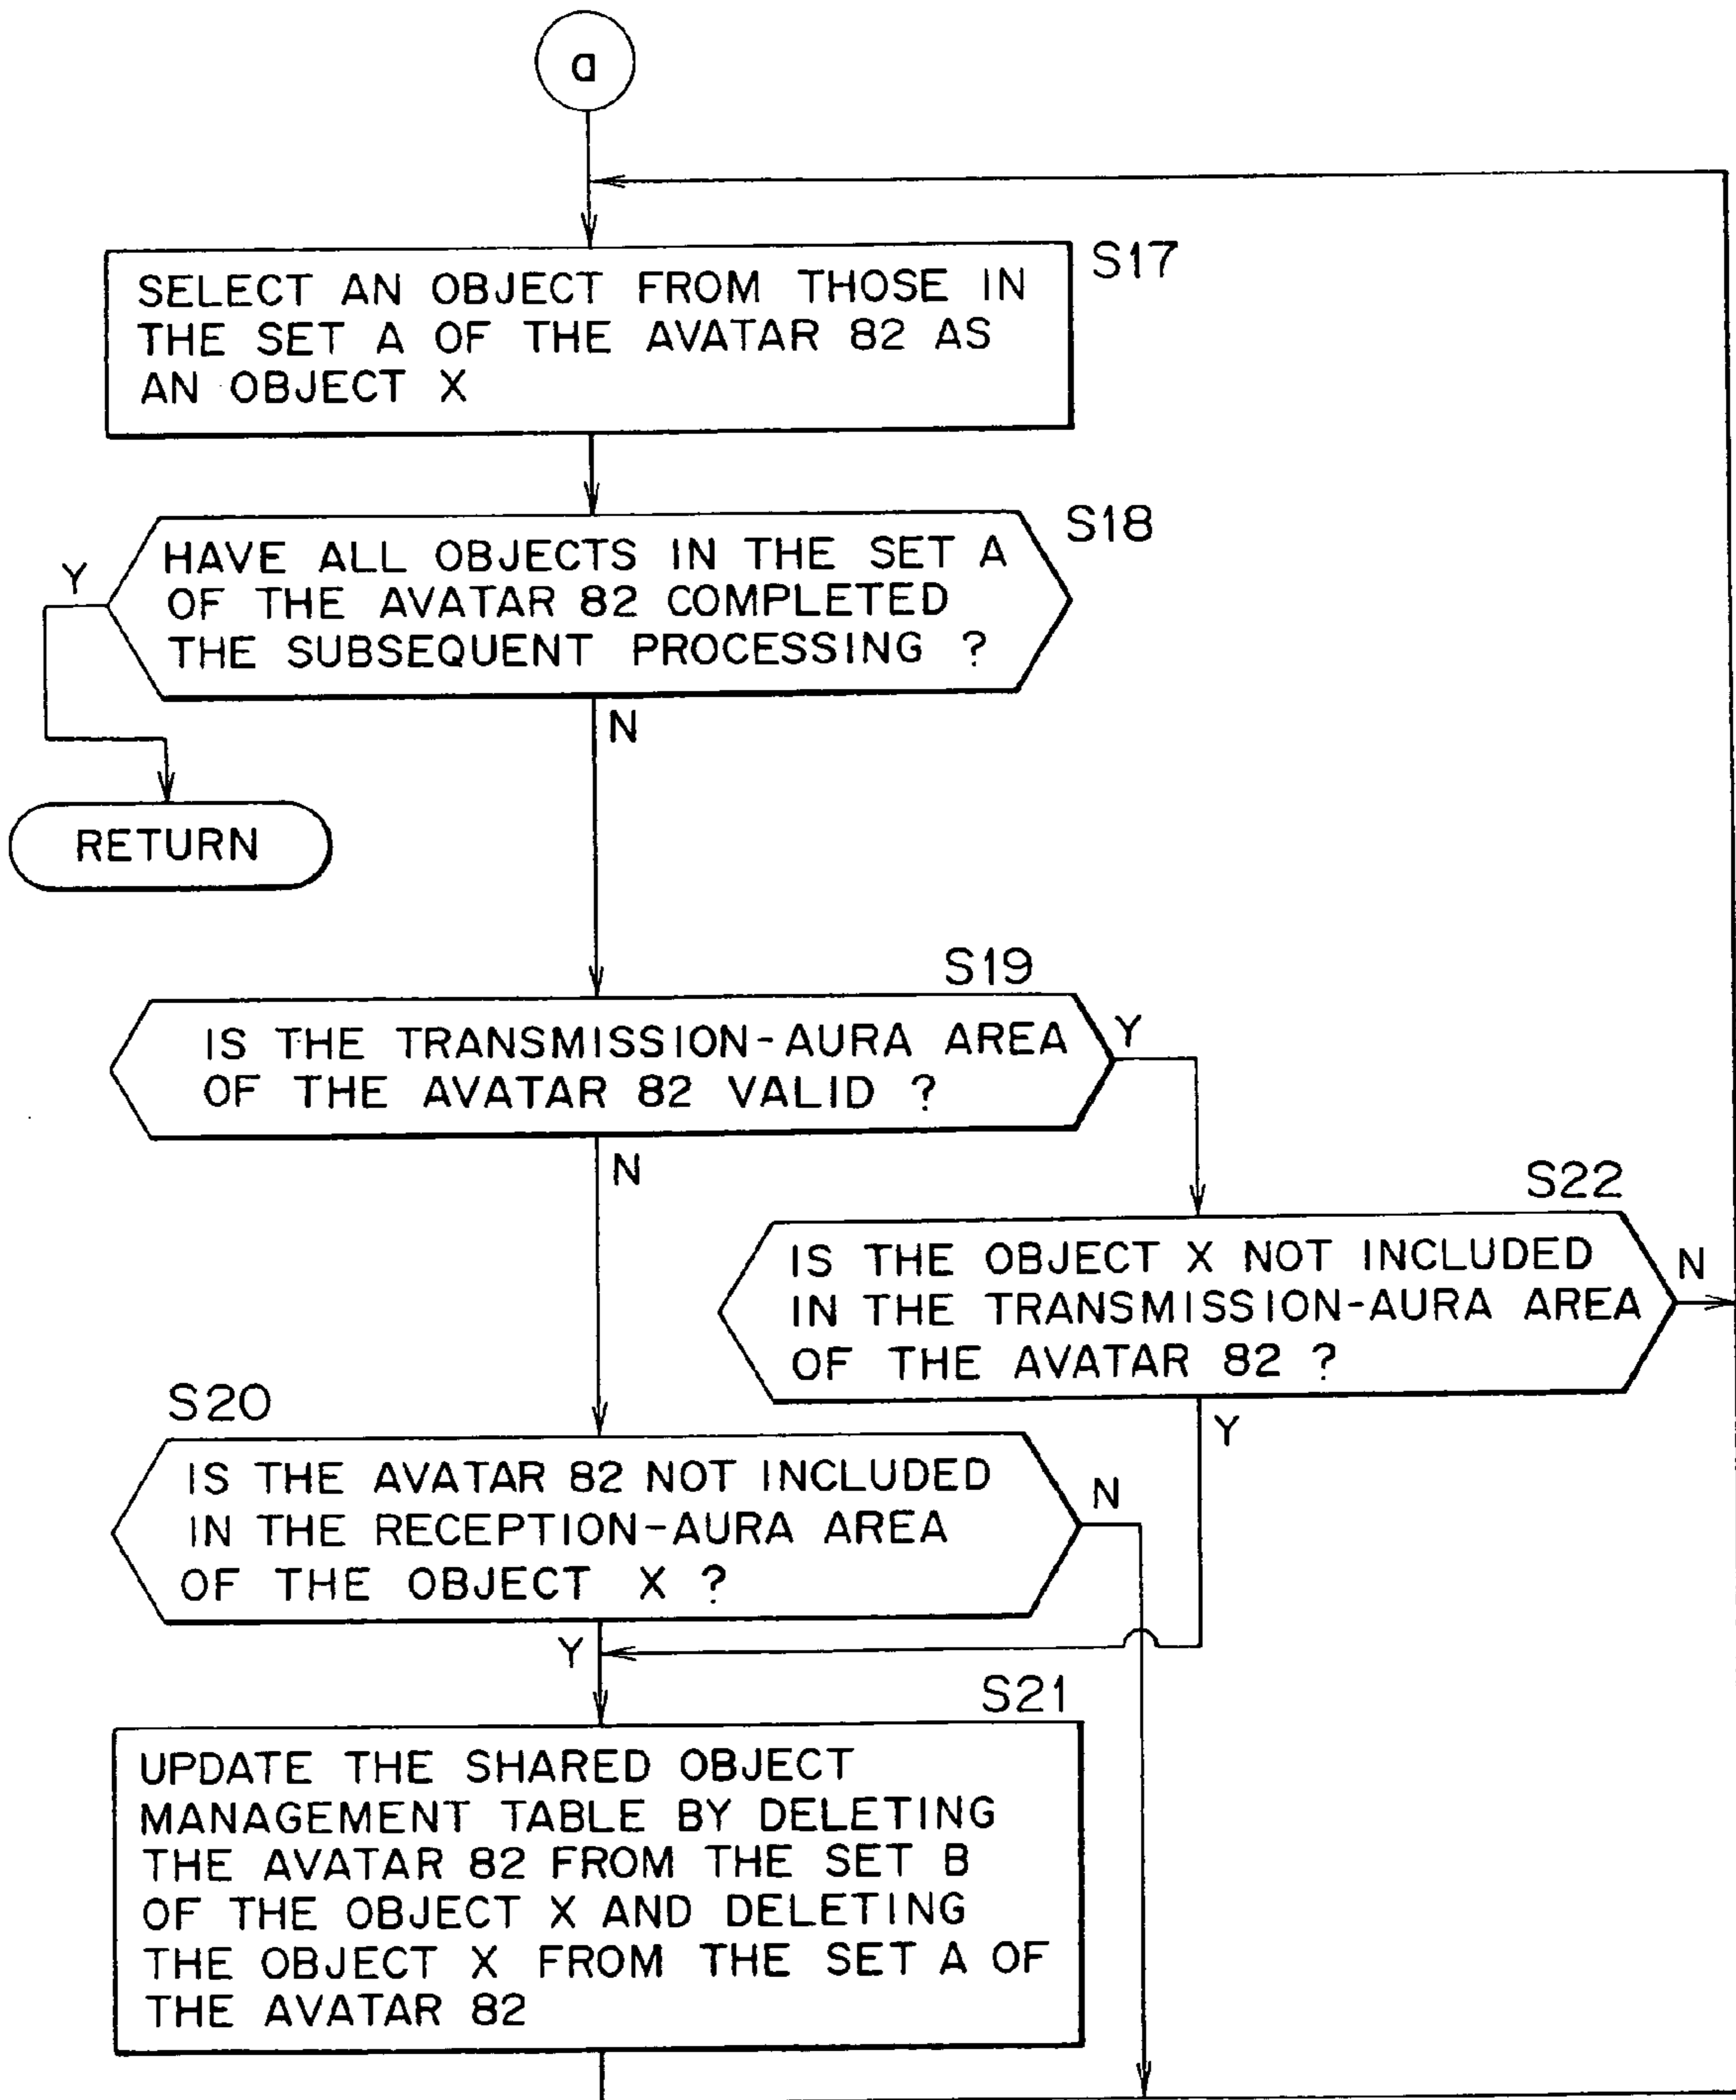 a
S17
SELECT AN OBJECT FROM THOSE IN
THE SET A OF THE AVATAR 82 AS
AN OBJECT X
S18
HAVE ALL OBJECTS IN THE SET A
OF THE AVATAR 82 COMPLETED
THE SUBSEQUENT PROCESSING ?
Y
N
RETURN
S19
IS THE TRANSMISSION-AURA AREA
OF THE AVATAR 82 VALID ?
Y
N
S22
IS THE OBJECT X NOT INCLUDED
IN THE TRANSMISSION-AURA AREA
OF THE AVATAR 82 ?
N
Y
S20
IS THE AVATAR 82 NOT INCLUDED
IN THE RECEPTION-AURA AREA
OF THE OBJECT X ?
N
Y
S21
UPDATE THE SHARED OBJECT
MANAGEMENT TABLE BY DELETING
THE AVATAR 82 FROM THE SET B
OF THE OBJECT X AND DELETING
THE OBJECT X FROM THE SET A OF
THE AVATAR 82